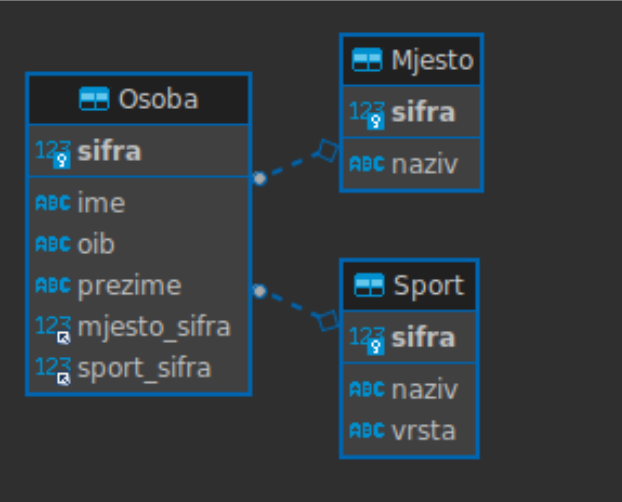 Osoba
123 sifra
ABC ime
ABC oib
ABC prezime
123 mjesto_sifra
123 sport_sifra
Mjesto
123 sifra
ABC naziv
Sport
123 sifra
ABC naziv
ABC vrsta